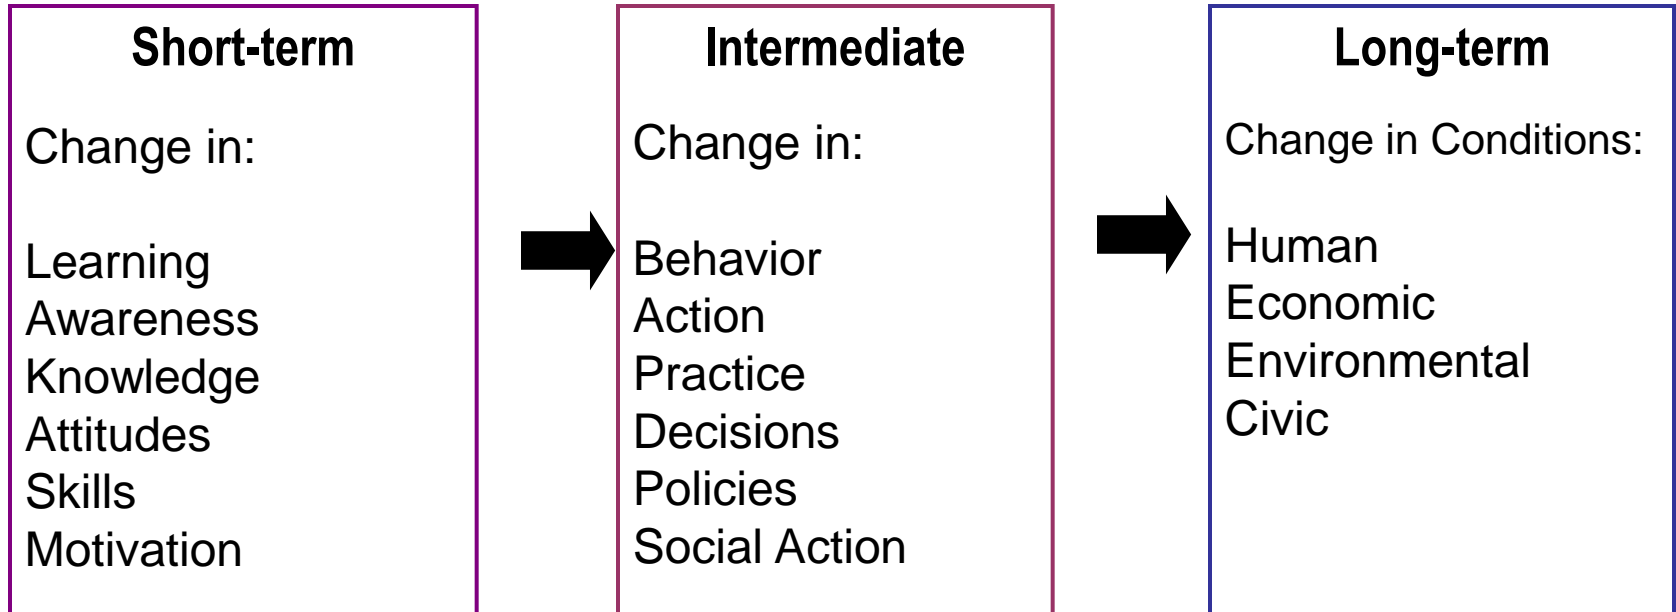 Short-term
Change in:
Learning
Awareness
Knowledge
Attitudes
Skills
Motivation
Intermediate
Change in:
Behavior
Action
Practice
Decisions
Policies
Social Action
Long-term
Change in Conditions:
Human
Economic
Environmental
Civic